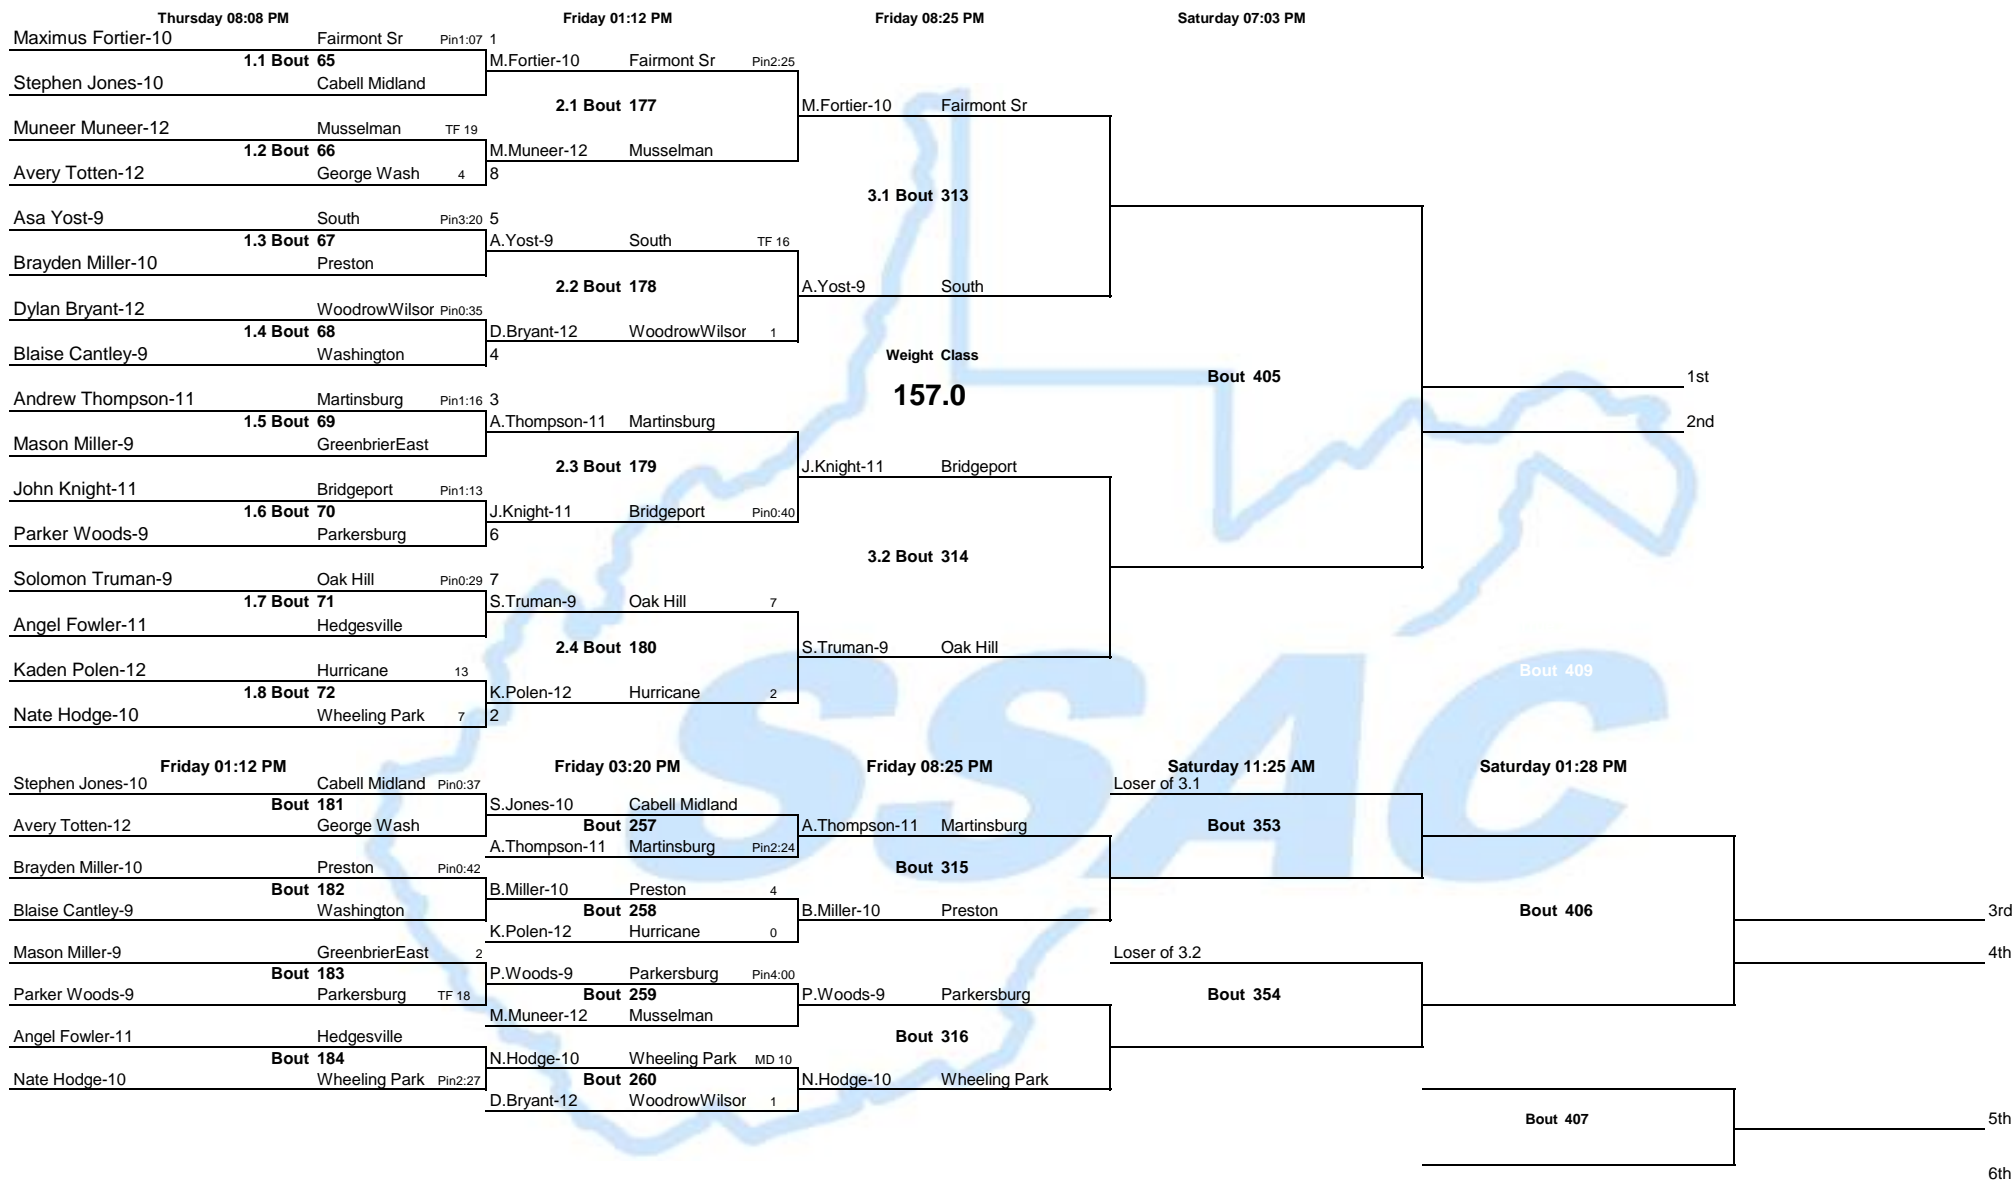 Thursday 08:08 PM Friday 01:12 PM Friday 08:25 PM Saturday 07:03 PM
Maximus Fortier-10 Fairmont Sr Pin1:07 1
1.1 Bout 65 M.Fortier-10 Fairmont Sr Pin2:25
Stephen Jones-10 Cabell Midland
2.1 Bout 177 M.Fortier-10 Fairmont Sr
Muneer Muneer-12 Musselman TF 19
1.2 Bout 66 M.Muneer-12 Musselman
Avery Totten-12 George Wash 4 8
3.1 Bout 313
Asa Yost-9 South Pin3:20 5
1.3 Bout 67 A.Yost-9 South TF 16
Brayden Miller-10 Preston
2.2 Bout 178 A.Yost-9 South
Dylan Bryant-12 WoodrowWilsor Pin0:35
1.4 Bout 68 D.Bryant-12 WoodrowWilsor 1
Blaise Cantley-9 Washington 4 Weight Class
Bout 405 1st
Andrew Thompson-11 Martinsburg Pin1:16 3 157.0
1.5 Bout 69 A.Thompson-11 Martinsburg 2nd
Mason Miller-9 GreenbrierEast
2.3 Bout 179 J.Knight-11 Bridgeport
John Knight-11 Bridgeport Pin1:13
1.6 Bout 70 J.Knight-11 Bridgeport Pin0:40
Parker Woods-9 Parkersburg 6
3.2 Bout 314
Solomon Truman-9 Oak Hill Pin0:29 7
1.7 Bout 71 S.Truman-9 Oak Hill 7
Angel Fowler-11 Hedgesville
2.4 Bout 180 S.Truman-9 Oak Hill
Kaden Polen-12 Hurricane 13 Bout 409
1.8 Bout 72 K.Polen-12 Hurricane 2
Nate Hodge-10 Wheeling Park 7 2
SSAC
Friday 01:12 PM Friday 03:20 PM Friday 08:25 PM Saturday 11:25 AM Saturday 01:28 PM
Stephen Jones-10 Cabell Midland Pin0:37 Loser of 3.1
Bout 181 S.Jones-10 Cabell Midland
Avery Totten-12 George Wash Bout 257 A.Thompson-11 Martinsburg Bout 353
A.Thompson-11 Martinsburg Pin2:24
Brayden Miller-10 Preston Pin0:42 Bout 315
Bout 182 B.Miller-10 Preston 4
Blaise Cantley-9 Washington Bout 258 B.Miller-10 Preston Bout 406 3rd
K.Polen-12 Hurricane 0
Mason Miller-9 GreenbrierEast 2 Loser of 3.2 4th
Bout 183 P.Woods-9 Parkersburg Pin4:00
Parker Woods-9 Parkersburg TF 18 Bout 259 P.Woods-9 Parkersburg Bout 354
M.Muneer-12 Musselman
Angel Fowler-11 Hedgesville Bout 316
Bout 184 N.Hodge-10 Wheeling Park MD 10
Nate Hodge-10 Wheeling Park Pin2:27 Bout 260 N.Hodge-10 Wheeling Park
D.Bryant-12 WoodrowWilsor 1
Bout 407 5th
6th